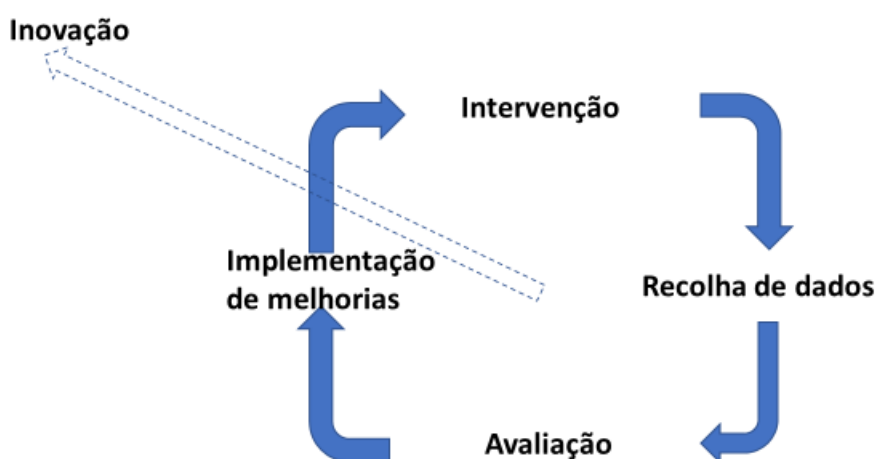 Inovação
Intervenção
Implementação
de melhorias
Recolha de dados
Avaliação